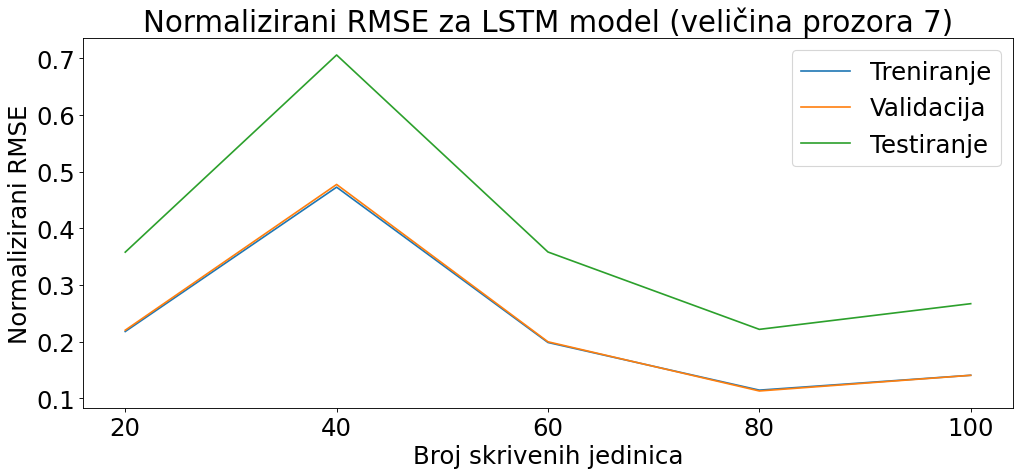 Normalizirani RMSE za LSTM model (veličina prozora 7)
Treniranje
Validacija
Testiranje
Normalizirani RMSE
0.7
0.6
0.5
0.4
0.3
0.2
0.1
20 40 60 80 100
Broj skrivenih jedinica